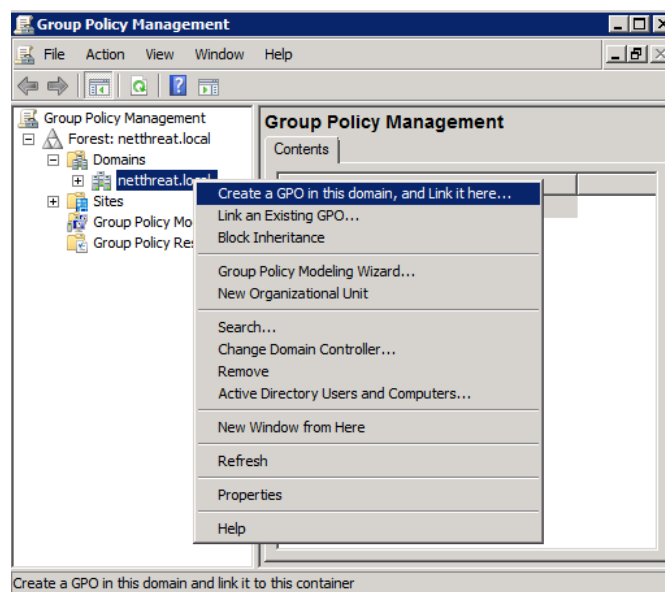 Group Policy Management
File Action View Window Help
Group Policy Management
Forest: netthreat.local
Domains
netthreat.local
Sites
Group Policy Mo
Group Policy Res
Group Policy Management
Contents
Create a GPO in this domain, and Link it here...
Link an Existing GPO...
Block Inheritance
Group Policy Modeling Wizard...
New Organizational Unit
Search...
Change Domain Controller...
Remove
Active Directory Users and Computers...
New Window from Here
Refresh
Properties
Help
Create a GPO in this domain and link it to this container